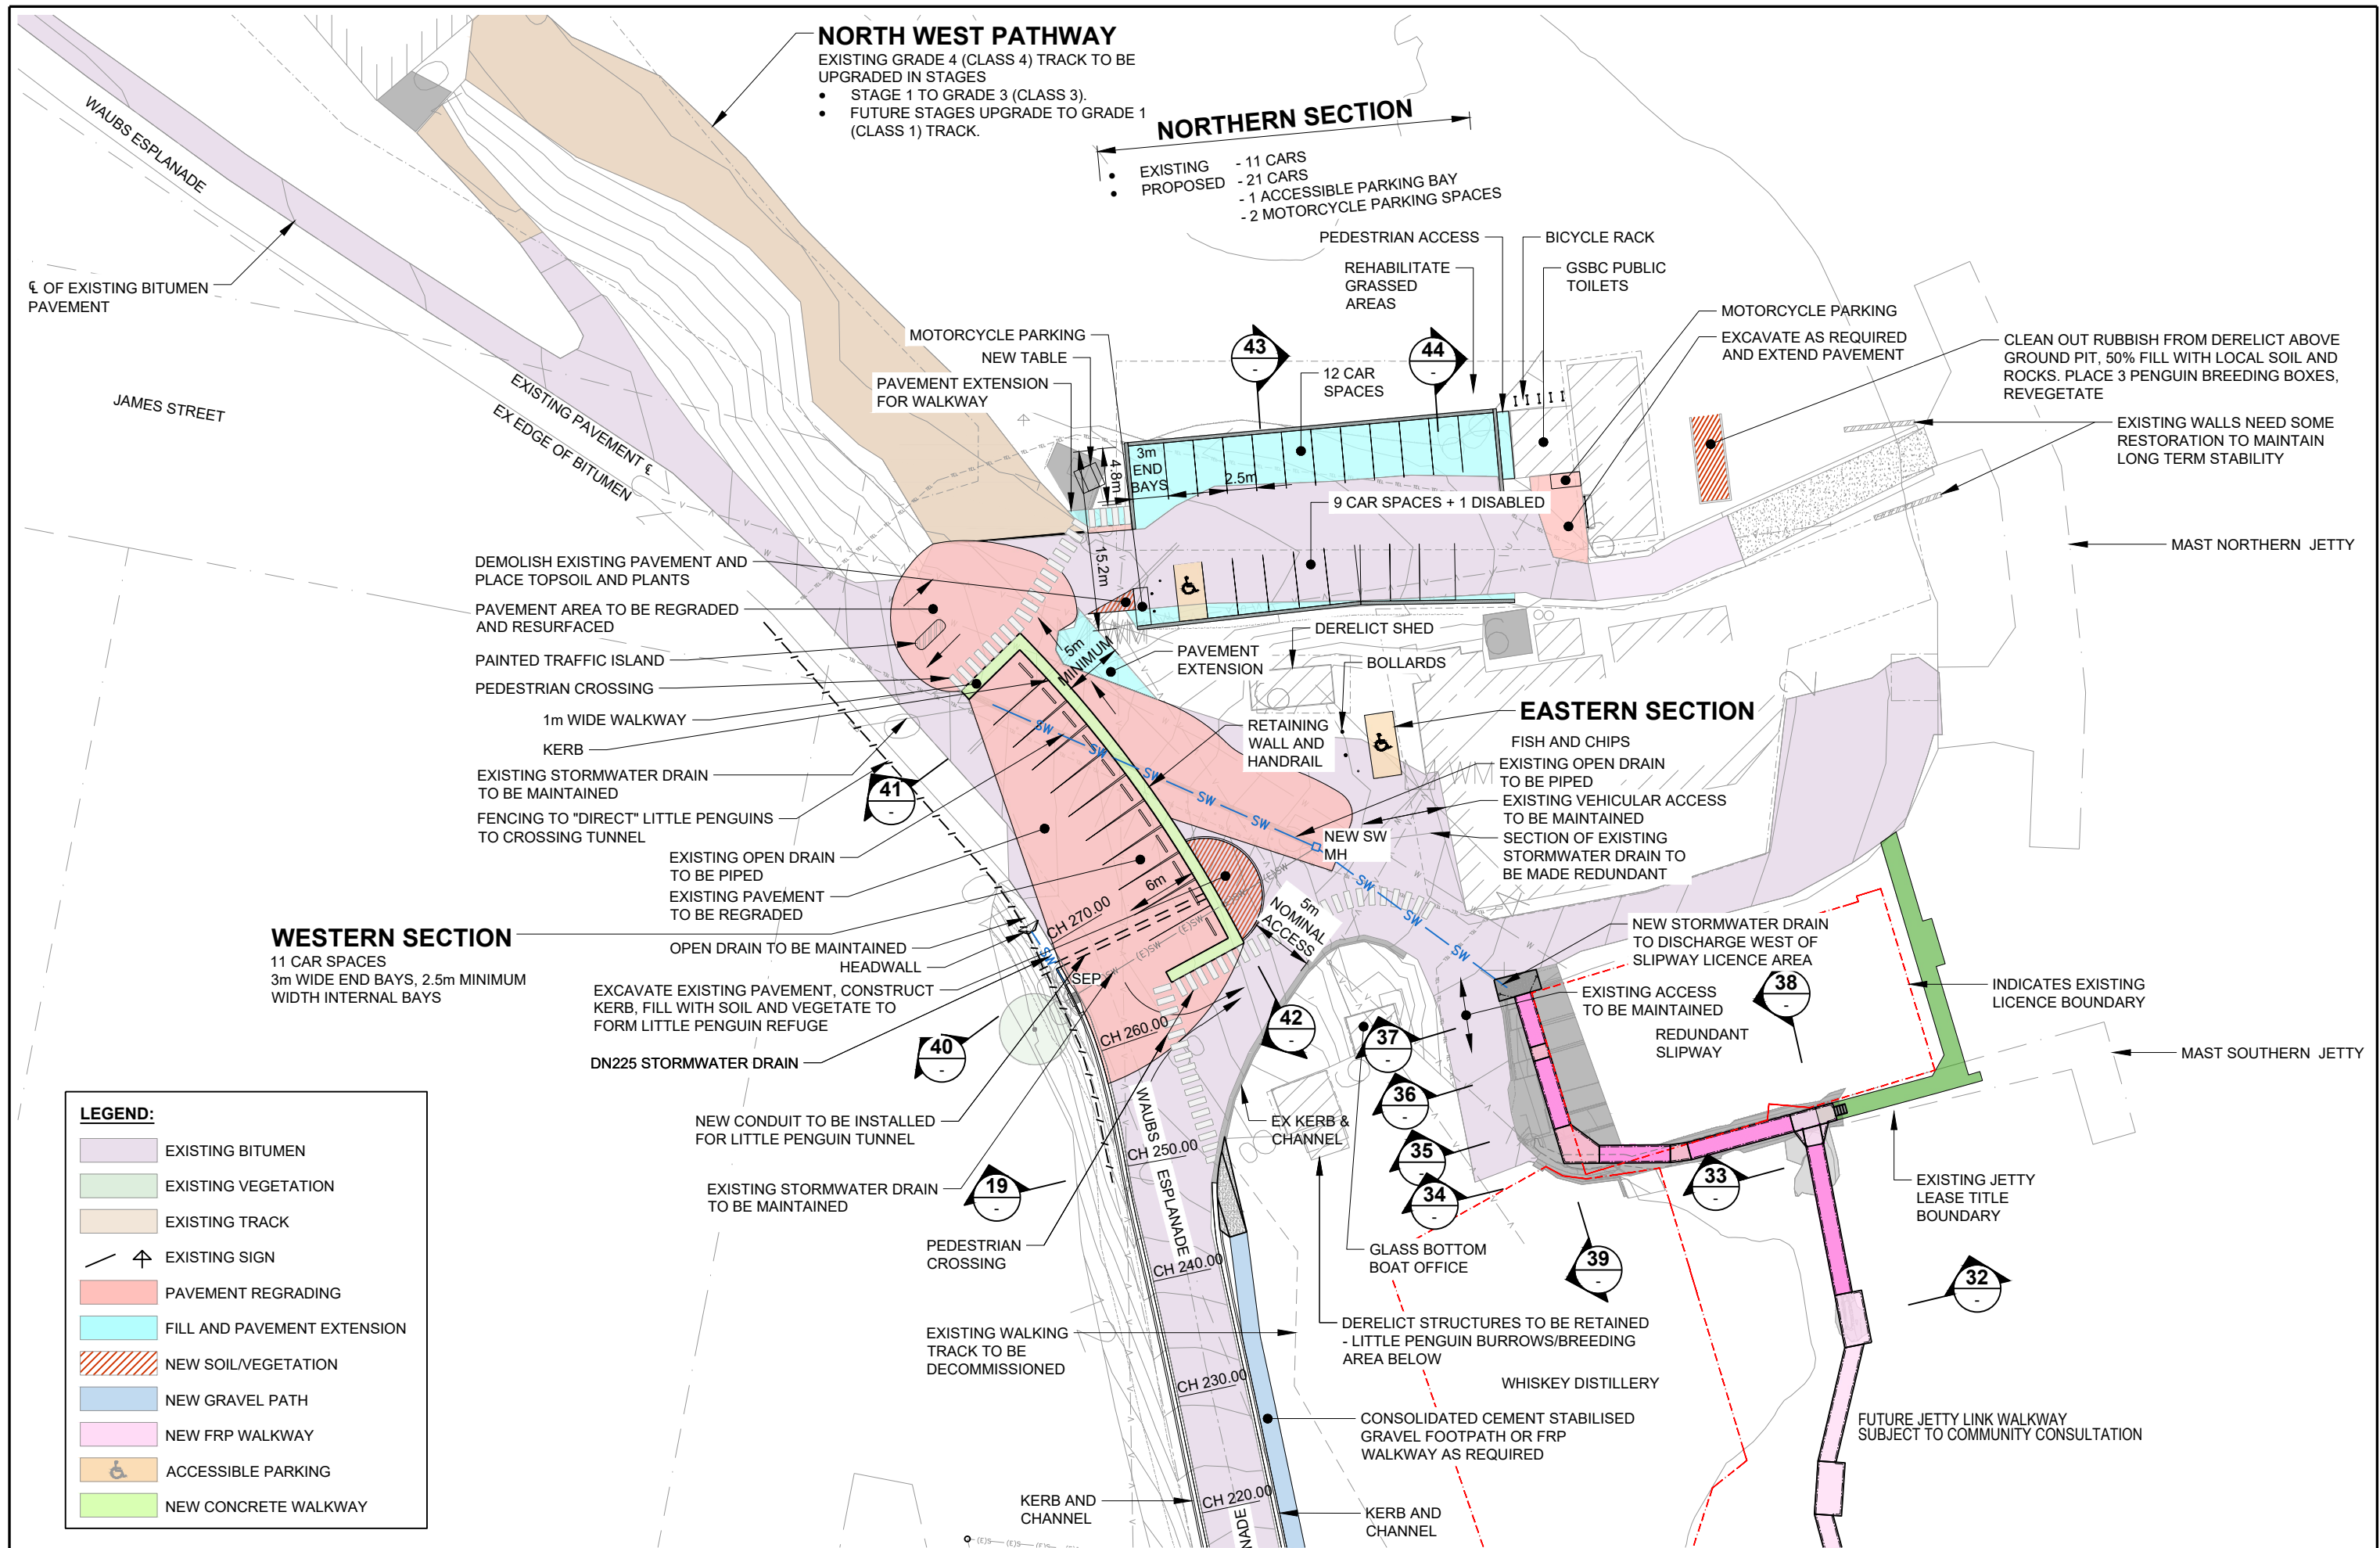 NORTH WEST PATHWAY
EXISTING GRADE 4 (CLASS 4) TRACK TO BE
UPGRADED IN STAGES
• STAGE 1 TO GRADE 3 (CLASS 3).
• FUTURE STAGES UPGRADE TO GRADE 1
(CLASS 1) TRACK.
NORTHERN SECTION
• EXISTING - 11 CARS
• PROPOSED - 21 CARS
- 1 ACCESSIBLE PARKING BAY
- 2 MOTORCYCLE PARKING SPACES
WAUBS ESPLANADE
℄ OF EXISTING BITUMEN
PAVEMENT
JAMES STREET
EXISTING PAVEMENT ℄
EX EDGE OF BITUMEN
PEDESTRIAN ACCESS
BICYCLE RACK
REHABILITATE
GRASSED
AREAS
GSBC PUBLIC
TOILETS
MOTORCYCLE PARKING
EXCAVATE AS REQUIRED
AND EXTEND PAVEMENT
CLEAN OUT RUBBISH FROM DERELICT ABOVE
GROUND PIT, 50% FILL WITH LOCAL SOIL AND
ROCKS. PLACE 3 PENGUIN BREEDING BOXES,
REVEGETATE
EXISTING WALLS NEED SOME
RESTORATION TO MAINTAIN
LONG TERM STABILITY
MAST NORTHERN JETTY
MOTORCYCLE PARKING
NEW TABLE
PAVEMENT EXTENSION
FOR WALKWAY
43
-
44
-
12 CAR
SPACES
3m
END
BAYS
4.8m
2.5m
9 CAR SPACES + 1 DISABLED
15.2m
DEMOLISH EXISTING PAVEMENT AND
PLACE TOPSOIL AND PLANTS
PAVEMENT AREA TO BE REGRADED
AND RESURFACED
PAINTED TRAFFIC ISLAND
PEDESTRIAN CROSSING
1m WIDE WALKWAY
KERB
EXISTING STORMWATER DRAIN
TO BE MAINTAINED
FENCING TO "DIRECT" LITTLE PENGUINS
TO CROSSING TUNNEL
EXISTING OPEN DRAIN
TO BE PIPED
EXISTING PAVEMENT
TO BE REGRADED
OPEN DRAIN TO BE MAINTAINED
HEADWALL
EXCAVATE EXISTING PAVEMENT, CONSTRUCT
KERB, FILL WITH SOIL AND VEGETATE TO
FORM LITTLE PENGUIN REFUGE
DN225 STORMWATER DRAIN
NEW CONDUIT TO BE INSTALLED
FOR LITTLE PENGUIN TUNNEL
EXISTING STORMWATER DRAIN
TO BE MAINTAINED
PEDESTRIAN
CROSSING
EXISTING WALKING
TRACK TO BE
DECOMMISSIONED
WESTERN SECTION
11 CAR SPACES
3m WIDE END BAYS, 2.5m MINIMUM
WIDTH INTERNAL BAYS
5m
MINIMUM
PAVEMENT
EXTENSION
DERELICT SHED
BOLLARDS
RETAINING
WALL AND
HANDRAIL
EASTERN SECTION
FISH AND CHIPS
EXISTING OPEN DRAIN
TO BE PIPED
EXISTING VEHICULAR ACCESS
TO BE MAINTAINED
SECTION OF EXISTING
STORMWATER DRAIN TO
BE MADE REDUNDANT
NEW SW
MH
SW
SW
SW
SW
SW
SW
SW
SW
SW
(E)SW
(E)SW
(E)SW
6m
5m
NOMINAL
ACCESS
SEP
41
-
40
-
19
-
42
-
37
-
36
-
35
-
34
-
38
-
33
-
39
-
32
-
NEW STORMWATER DRAIN
TO DISCHARGE WEST OF
SLIPWAY LICENCE AREA
EXISTING ACCESS
TO BE MAINTAINED
REDUNDANT
SLIPWAY
INDICATES EXISTING
LICENCE BOUNDARY
MAST SOUTHERN JETTY
EXISTING JETTY
LEASE TITLE
BOUNDARY
EX KERB &
CHANNEL
GLASS BOTTOM
BOAT OFFICE
DERELICT STRUCTURES TO BE RETAINED
- LITTLE PENGUIN BURROWS/BREEDING
AREA BELOW
WHISKEY DISTILLERY
CONSOLIDATED CEMENT STABILISED
GRAVEL FOOTPATH OR FRP
WALKWAY AS REQUIRED
FUTURE JETTY LINK WALKWAY
SUBJECT TO COMMUNITY CONSULTATION
CH 270.00
CH 260.00
CH 250.00
CH 240.00
CH 230.00
CH 220.00
WAUBS ESPLANADE
NADE
KERB AND
CHANNEL
KERB AND
CHANNEL
(E)S
(E)S
(E)S
LEGEND:
EXISTING BITUMEN
EXISTING VEGETATION
EXISTING TRACK
EXISTING SIGN
PAVEMENT REGRADING
FILL AND PAVEMENT EXTENSION
NEW SOIL/VEGETATION
NEW GRAVEL PATH
NEW FRP WALKWAY
ACCESSIBLE PARKING
NEW CONCRETE WALKWAY